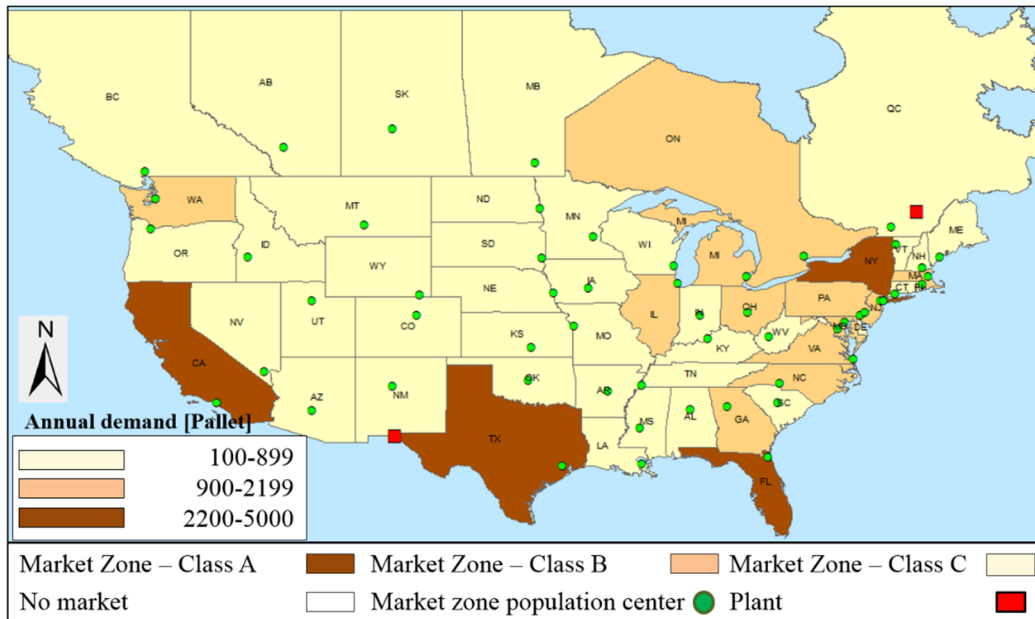 AB
SK
MB
BC
QC
ON
WA
MT
ND
MN
MI
ME
VT
NH
OR
ID
SD
WI
MI
NY
MA
WY
IA
CT
NE
PA
NJ
NV
UT
CO
IL
OH
DE
KS
MO
WV
VA
KY
CA
TN
NC
AZ
NM
OK
AR
SC
MS
AL
GA
TX
LA
FL
N
Annual demand [Pallet]
100-899
900-2199
2200-5000
Market Zone – Class A Market Zone – Class B Market Zone – Class C
No market Market zone population center Plant